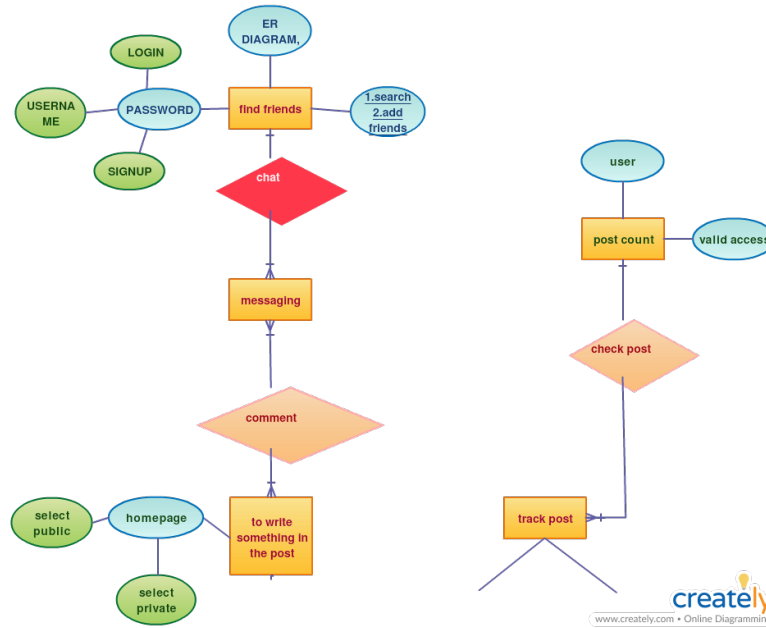 ER
DIAGRAM,
LOGIN
USERNA
ME
PASSWORD
find friends
1.search
2.add
friends
SIGNUP
chat
user
post count
valid access
messaging
check post
comment
select
public
homepage
to write
something in
the post
track post
select
private
creately
www.creately.com • Online Diagramming